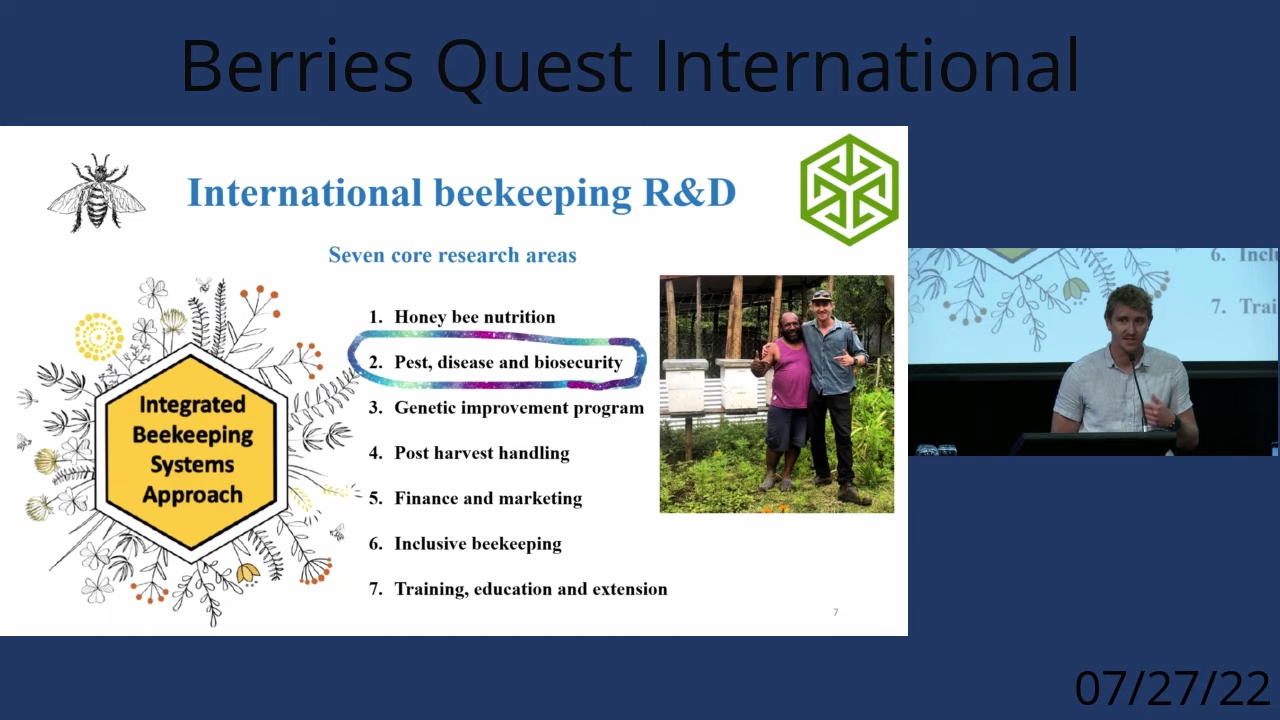 Berries Quest International
International beekeeping R&D
Seven core research areas
Integrated
Beekeeping
Systems
Approach
1. Honey bee nutrition
2. Pest, disease and biosecurity
3. Genetic improvement program
4. Post harvest handling
5. Finance and marketing
6. Inclusive beekeeping
7. Training, education and extension
7
6. Incl
7. Trai
07/27/22